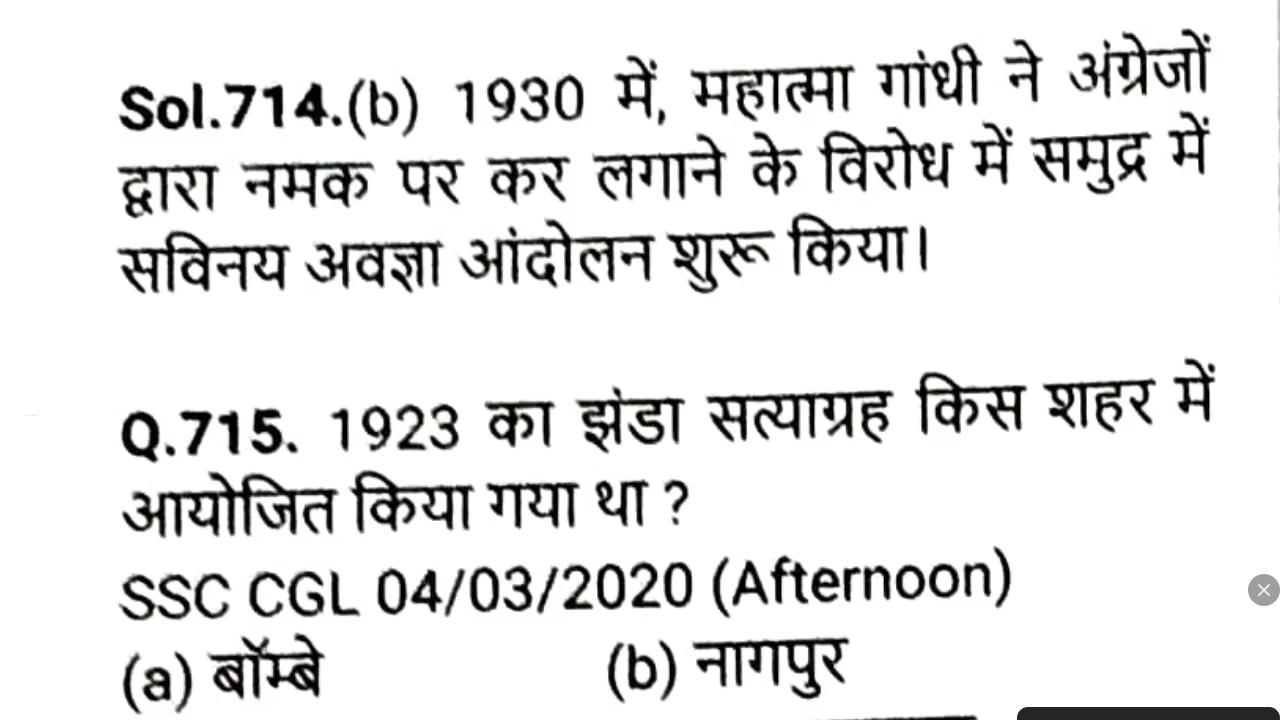 Sol.714.(b) 1930 में, महात्मा गांधी ने अंग्रेजों
द्वारा नमक पर कर लगाने के विरोध में समुद्र में
सविनय अवज्ञा आंदोलन शुरू किया।
Q.715. 1923 का झंडा सत्याग्रह किस शहर में
आयोजित किया गया था ?
SSC CGL 04/03/2020 (Afternoon)
(a) बॉम्बे (b) नागपुर